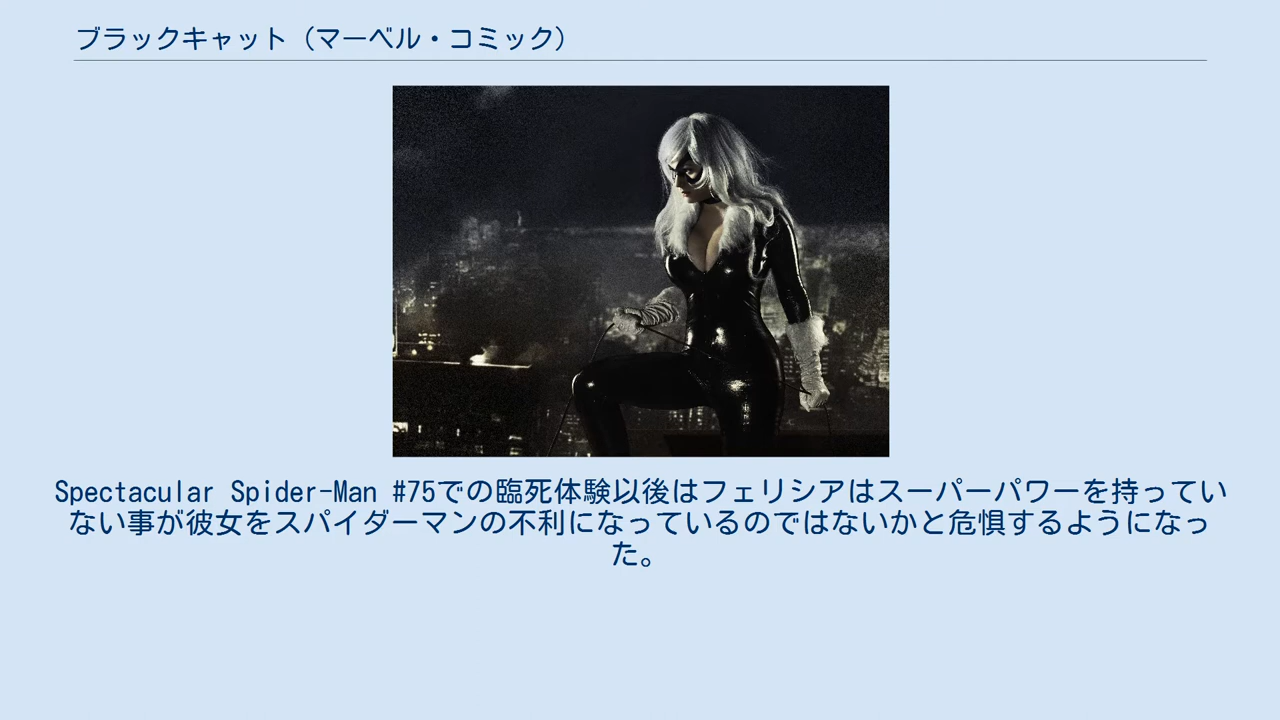 ブラックキャット（マーベル・コミック）
Spectacular Spider-Man #75での臨死体験以後はフェリシアはスーパーパワーを持ってい
ない事が彼女をスパイダーマンの不利になっているのではないかと危惧するようになっ
た。